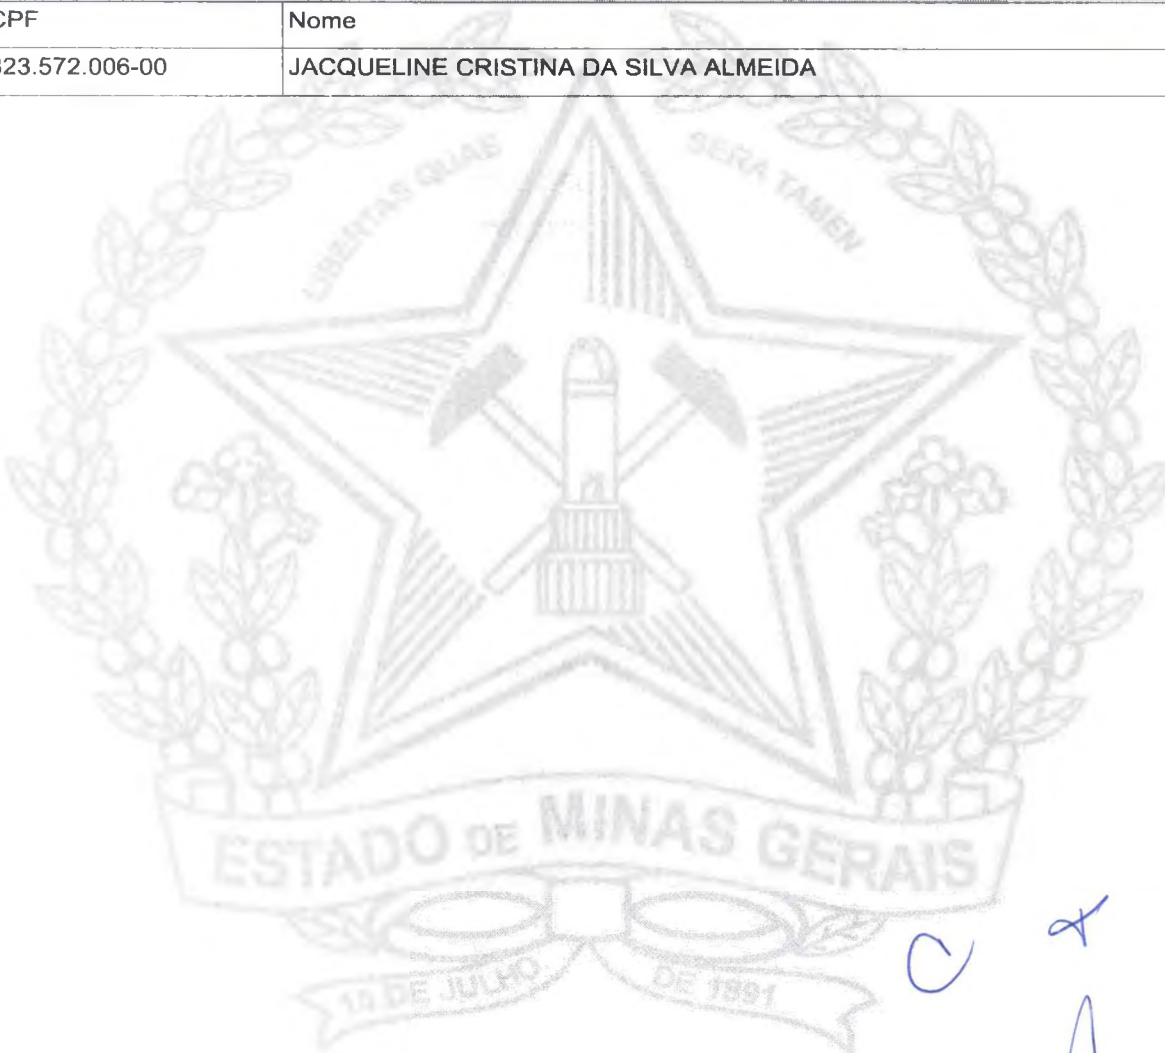 CPF Nome
823.572.006-00 JACQUELINE CRISTINA DA SILVA ALMEIDA
LIBERTAS QUAE SERA TAMEN
ESTADO DE MINAS GERAIS
DE JULHO DE 1891